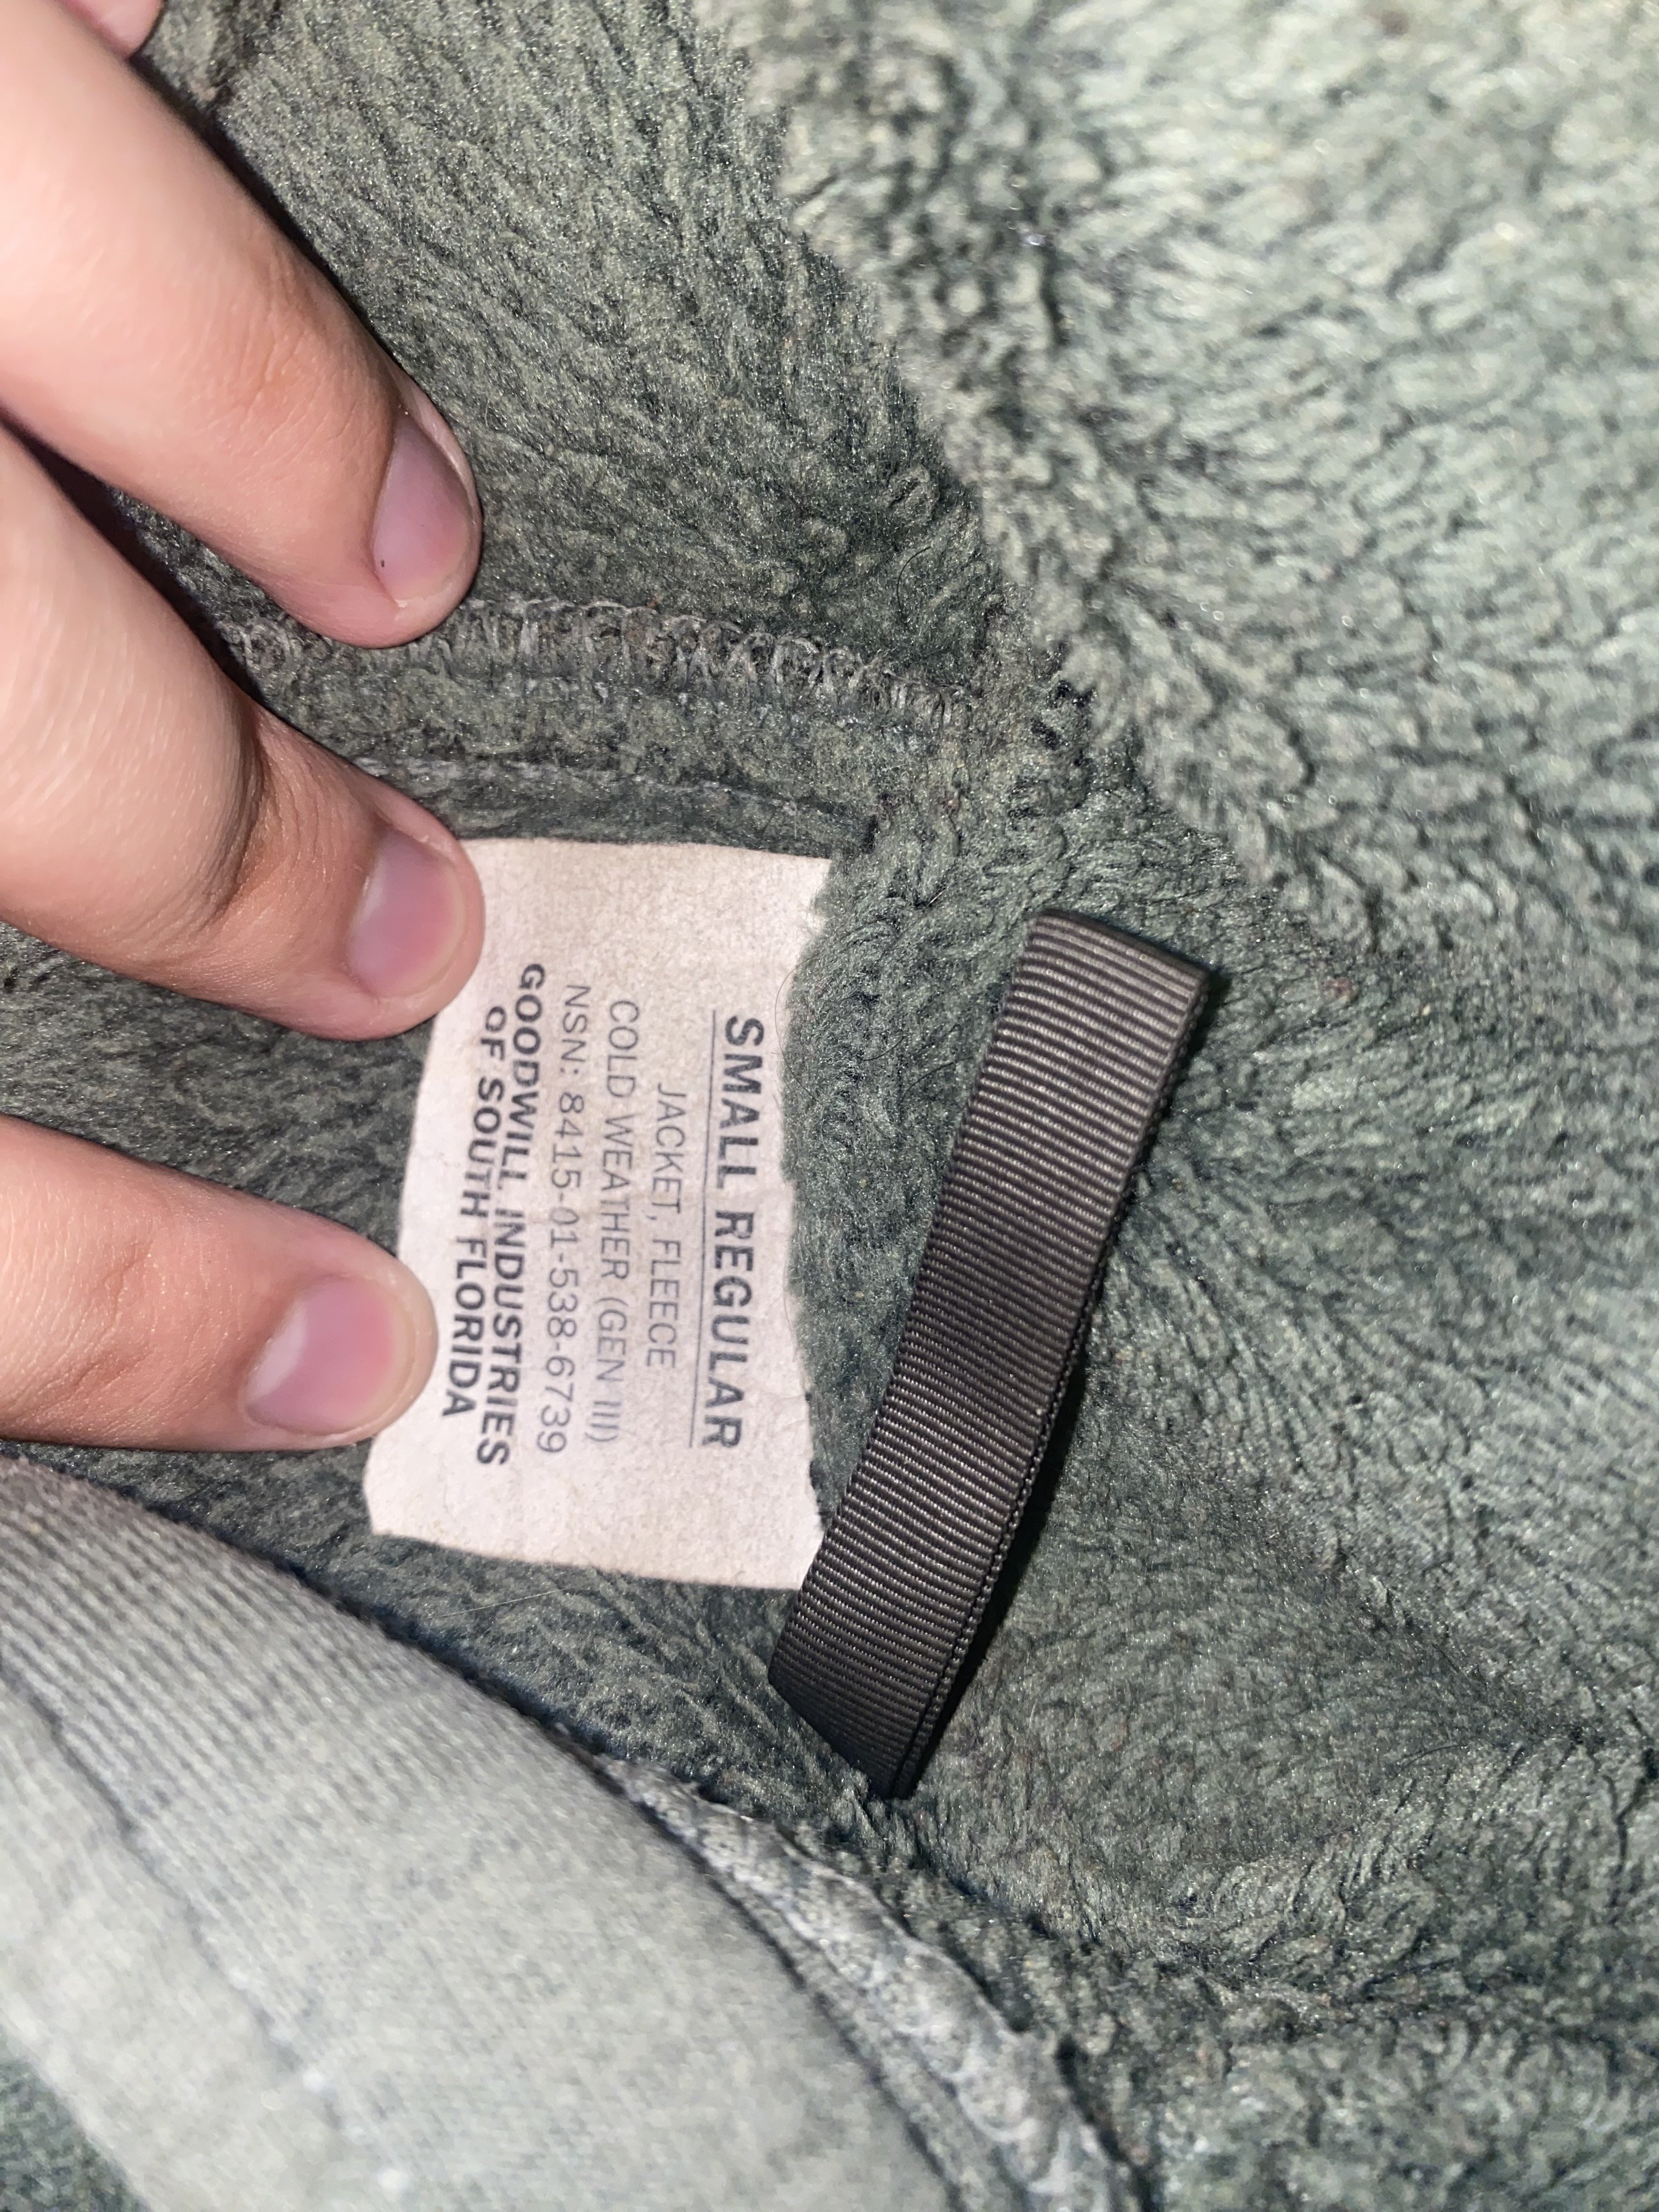 SMALL REGULAR
JACKET, FLEECE
COLD WEATHER (GEN III)
NSN: 8415-01-538-6739
GOODWILL INDUSTRIES
OF SOUTH FLORIDA